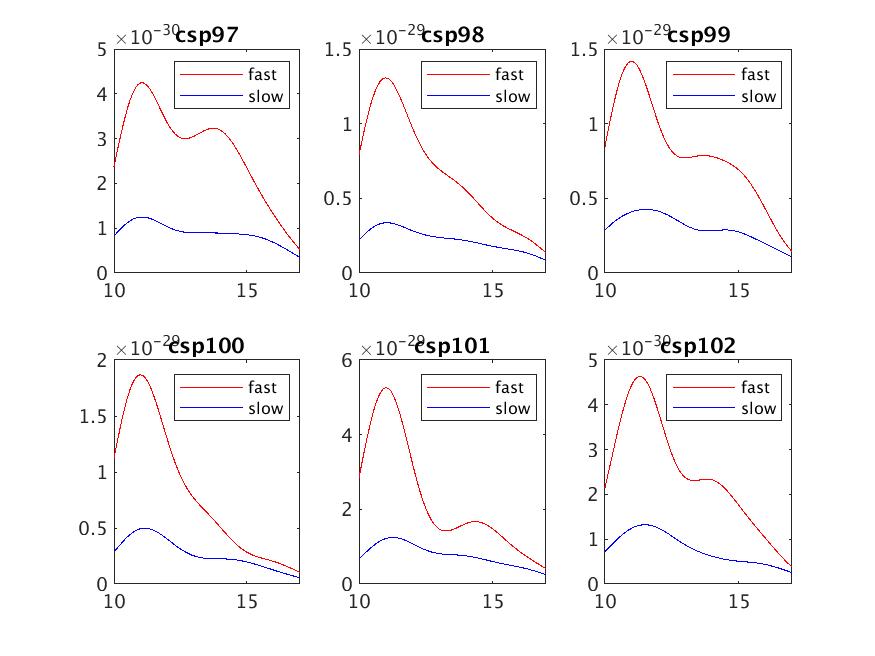 ×10⁻³⁰ csp97
5
4
3
2
1
0
10 15
fast
slow
×10⁻²⁹ csp98
1.5
1
0.5
0
10 15
fast
slow
×10⁻²⁹ csp99
1.5
1
0.5
0
10 15
fast
slow
×10⁻²⁹ csp100
2
1.5
1
0.5
0
10 15
fast
slow
×10⁻²⁹ csp101
6
4
2
0
10 15
fast
slow
×10⁻³⁰ csp102
5
4
3
2
1
0
10 15
fast
slow